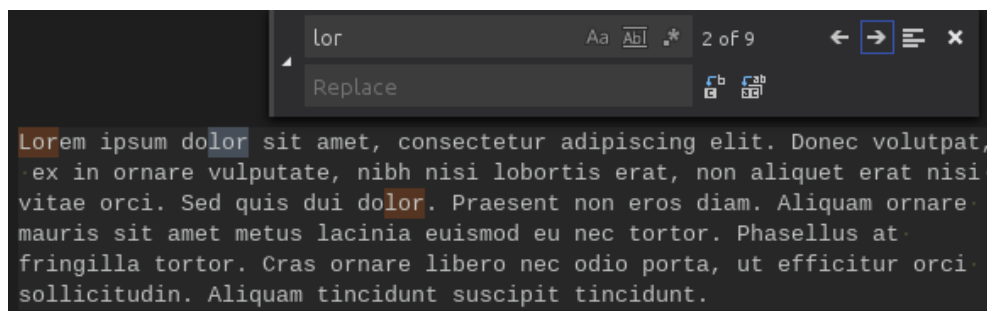 lor Aa Abl .* 2 of 9
Replace
Lorem ipsum dolor sit amet, consectetur adipiscing elit. Donec volutpat,
ex in ornare vulputate, nibh nisi lobortis erat, non aliquet erat nisi
vitae orci. Sed quis dui dolor. Praesent non eros diam. Aliquam ornare
mauris sit amet metus lacinia euismod eu nec tortor. Phasellus at
fringilla tortor. Cras ornare libero nec odio porta, ut efficitur orci
sollicitudin. Aliquam tincidunt suscipit tincidunt.